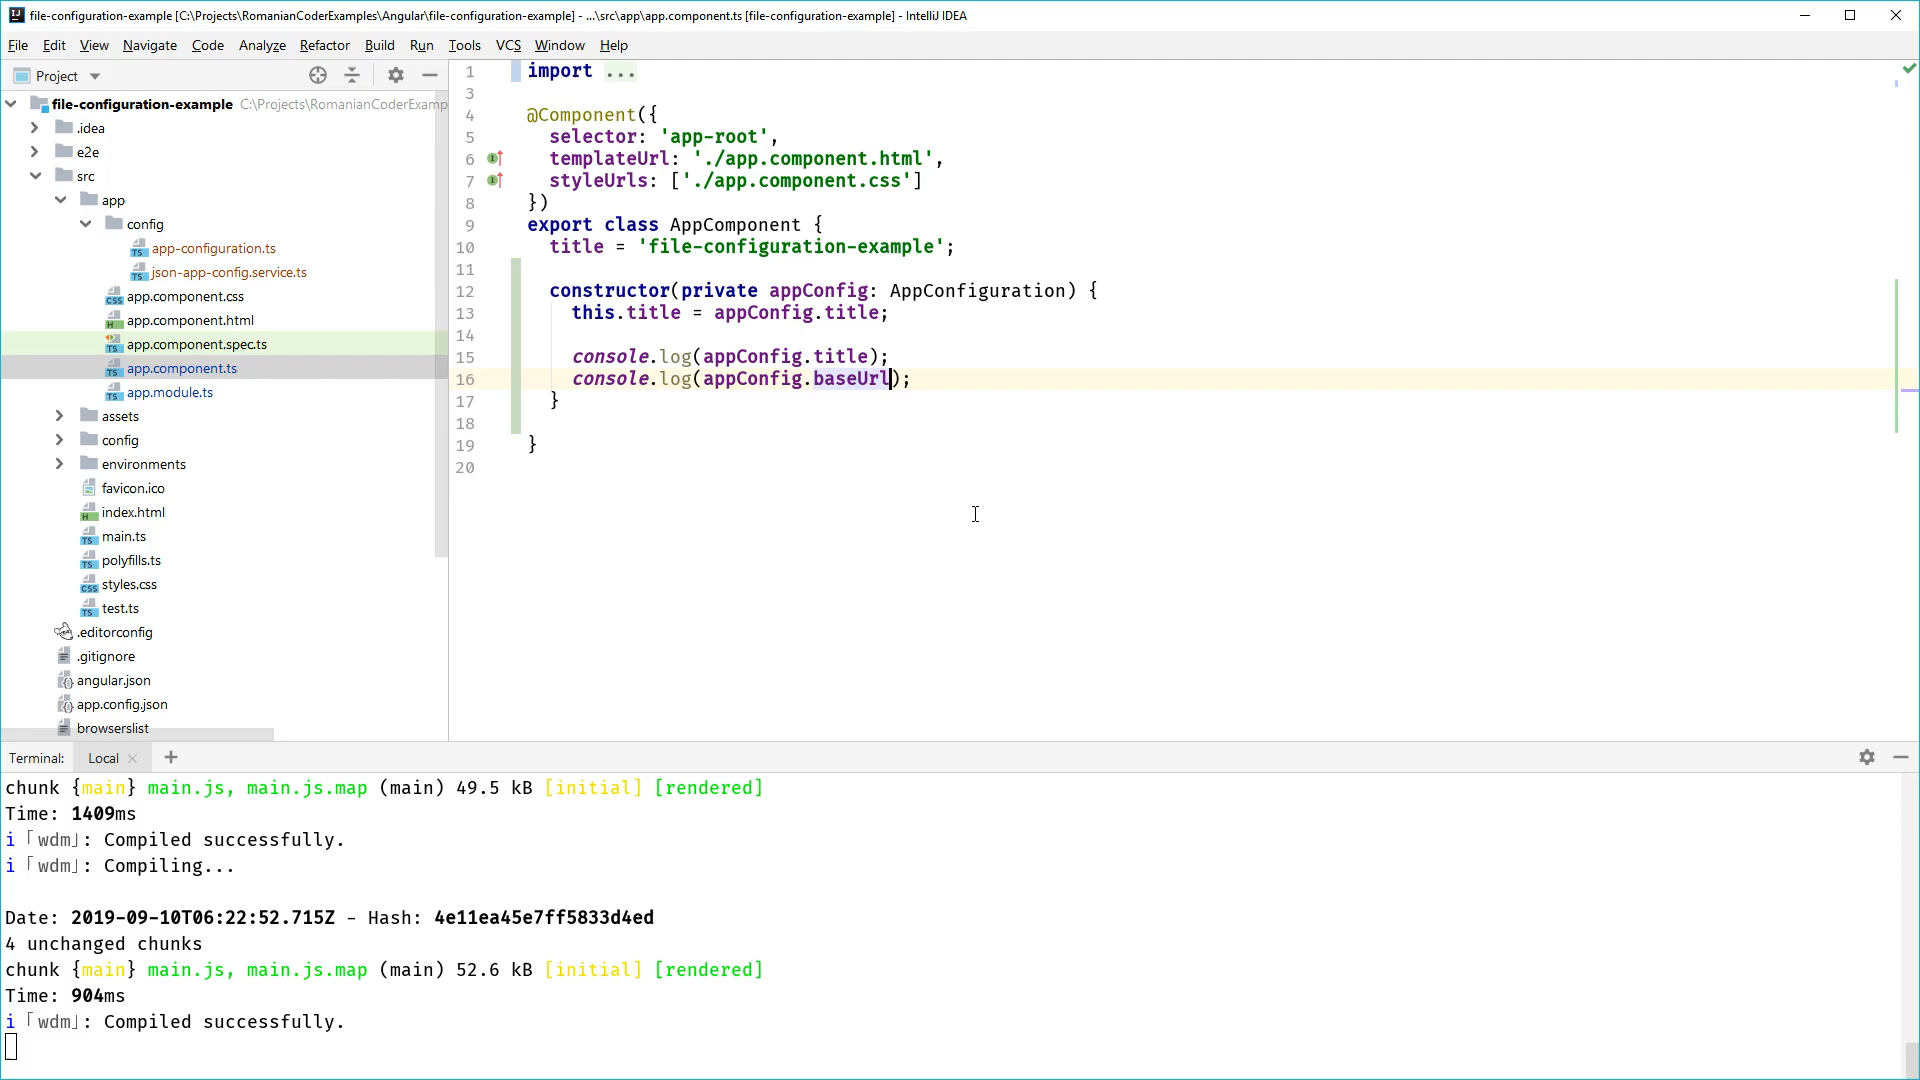 file-configuration-example [C:\Projects\RomanianCoderExamples\Angular\file-configuration-example] - ...\src\app\app.component.ts [file-configuration-example] - IntelliJ IDEA
File Edit View Navigate Code Analyze Refactor Build Run Tools VCS Window Help
Project
file-configuration-example C:\Projects\RomanianCoderExamp
.idea
e2e
src
app
config
app-configuration.ts
json-app-config.service.ts
app.component.css
app.component.html
app.component.spec.ts
app.component.ts
app.module.ts
assets
config
environments
favicon.ico
index.html
main.ts
polyfills.ts
styles.css
test.ts
.editorconfig
.gitignore
angular.json
app.config.json
browserslist
1 import ...
3
4 @Component({
5 selector: 'app-root',
6 templateUrl: './app.component.html',
7 styleUrls: ['./app.component.css']
8 })
9 export class AppComponent {
10 title = 'file-configuration-example';
11
12 constructor(private appConfig: AppConfiguration) {
13 this.title = appConfig.title;
14
15 console.log(appConfig.title);
16 console.log(appConfig.baseUrl);
17 }
18
19 }
20
Terminal: Local
chunk {main} main.js, main.js.map (main) 49.5 kB [initial] [rendered]
Time: 1409ms
i ｢wdm｣: Compiled successfully.
i ｢wdm｣: Compiling...
Date: 2019-09-10T06:22:52.715Z - Hash: 4e11ea45e7ff5833d4ed
4 unchanged chunks
chunk {main} main.js, main.js.map (main) 52.6 kB [initial] [rendered]
Time: 904ms
i ｢wdm｣: Compiled successfully.